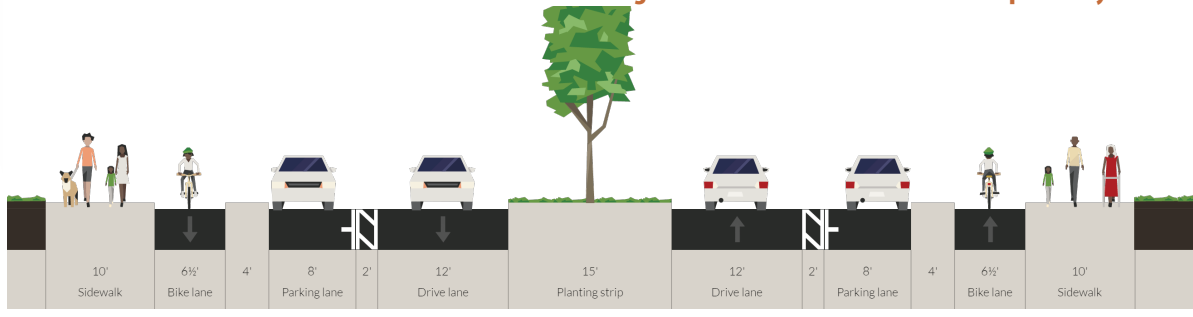 10'
Sidewalk
6½'
Bike lane
4'
8'
Parking lane
2'
12'
Drive lane
15'
Planting strip
12'
Drive lane
2'
8'
Parking lane
4'
6½'
Bike lane
10'
Sidewalk